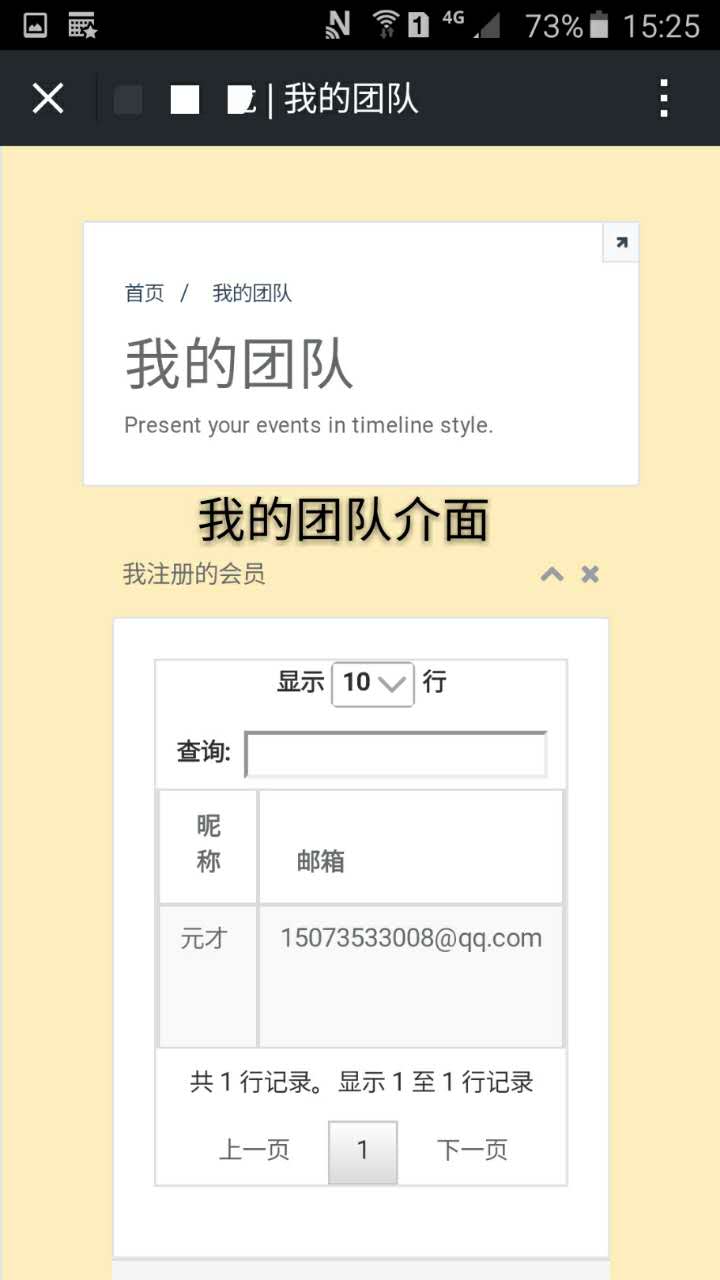 4G 73% 15:25
| 我的团队
首页 / 我的团队
我的团队
Present your events in timeline style.
我的团队介面
我注册的会员
显示 10 行
查询:
昵称 邮箱
元才 15073533008@qq.com
共 1 行记录。显示 1 至 1 行记录
上一页 1 下一页